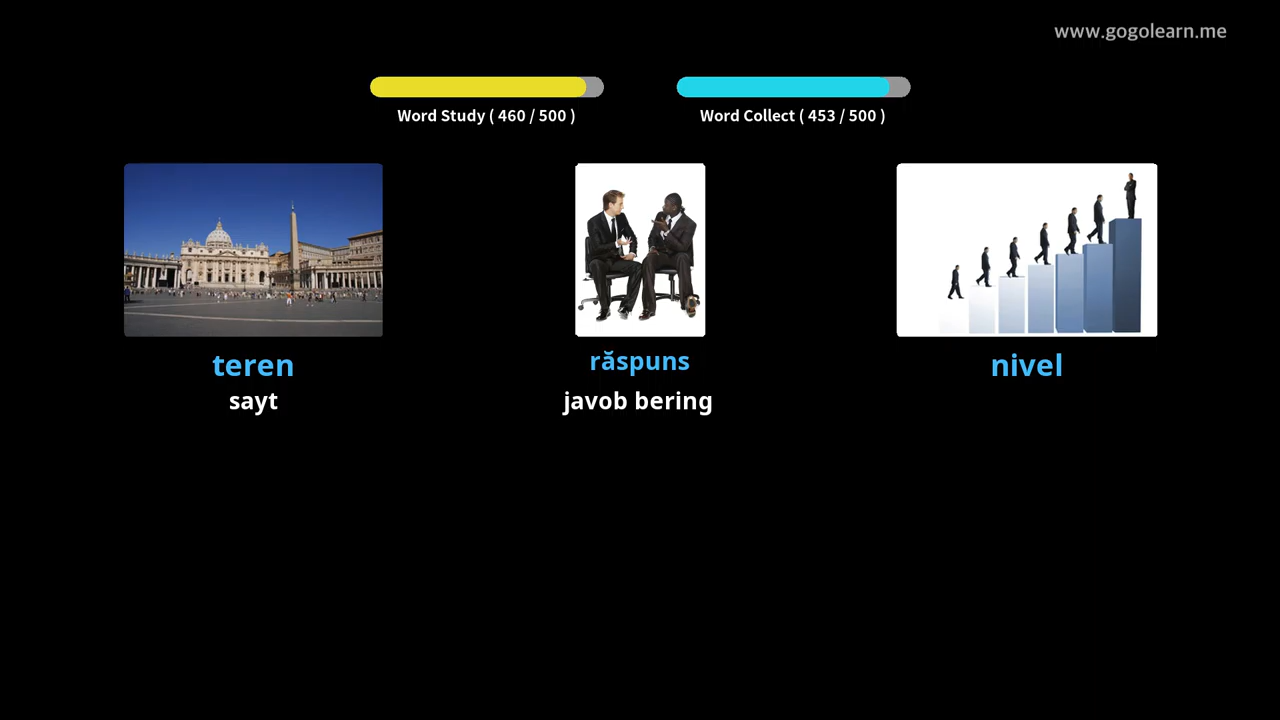 www.gogolearn.me
Word Study ( 460 / 500 )
Word Collect ( 453 / 500 )
teren
sayt
răspuns
javob bering
nivel